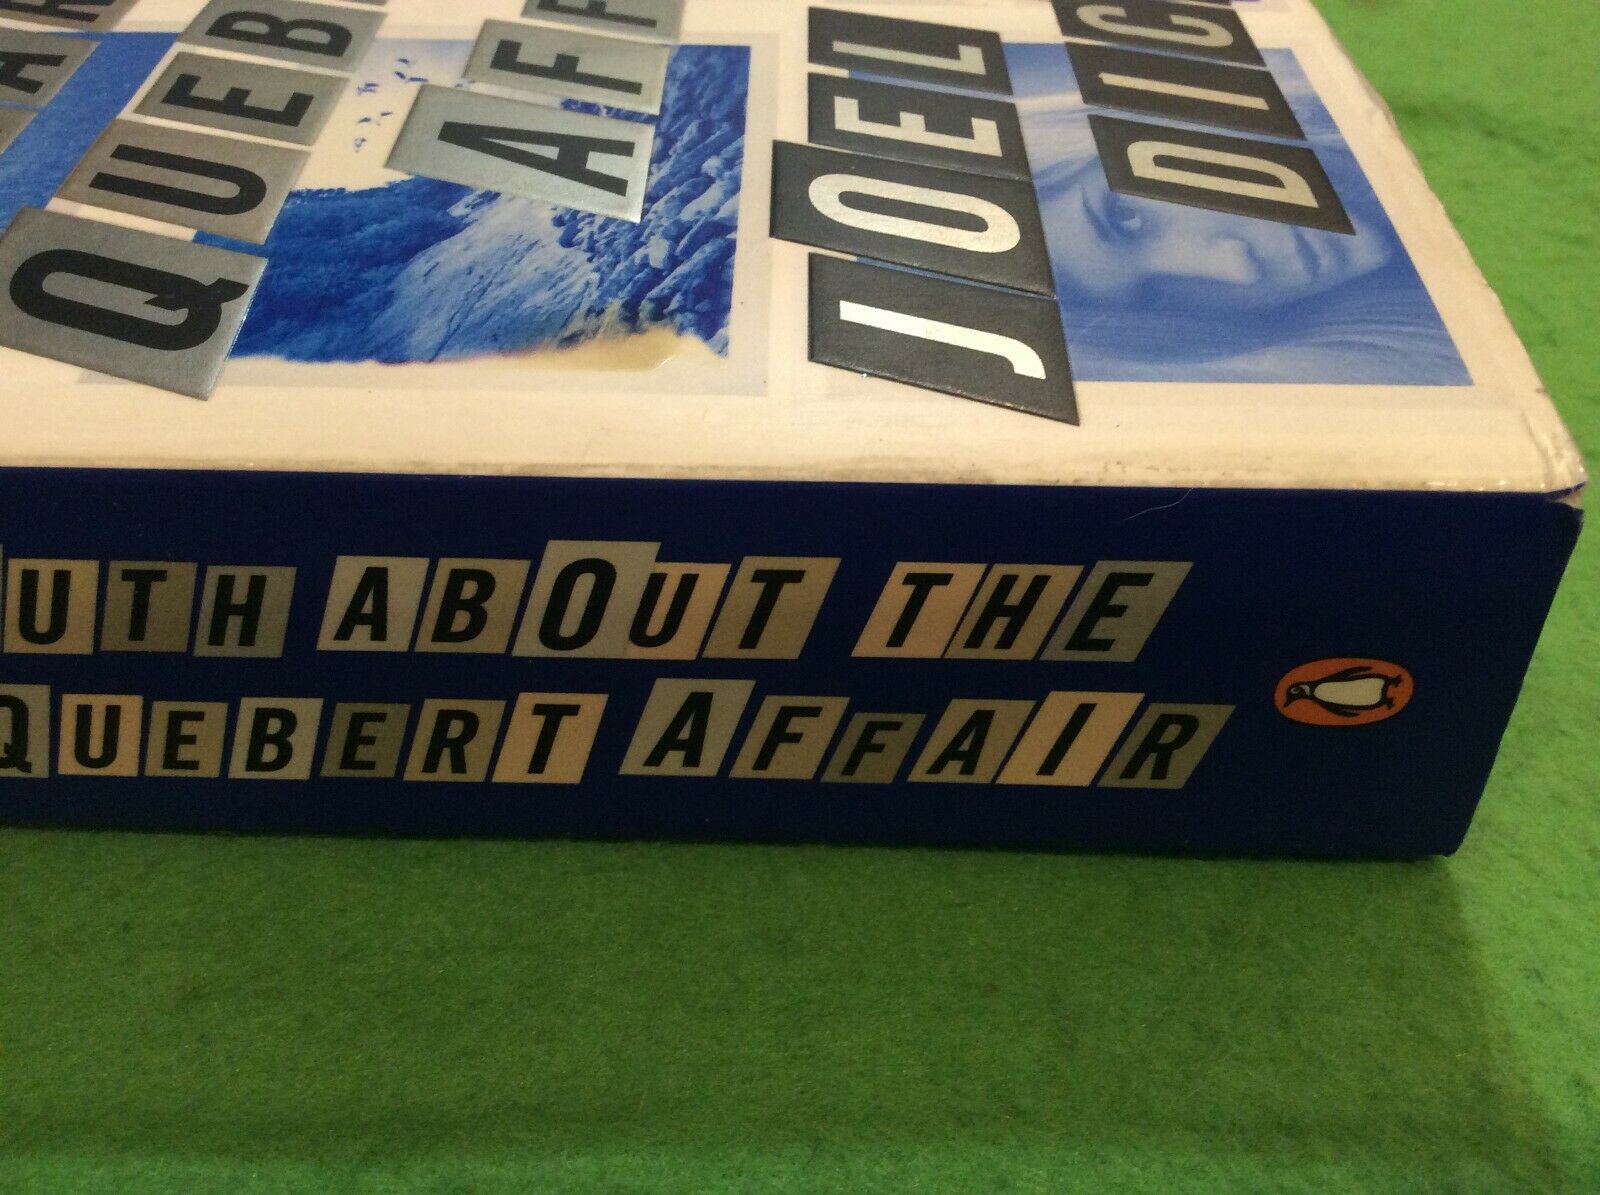 QUEB
AFF
JOEL
DIC
UTH ABOUT THE
QUEBERT AFFAIR